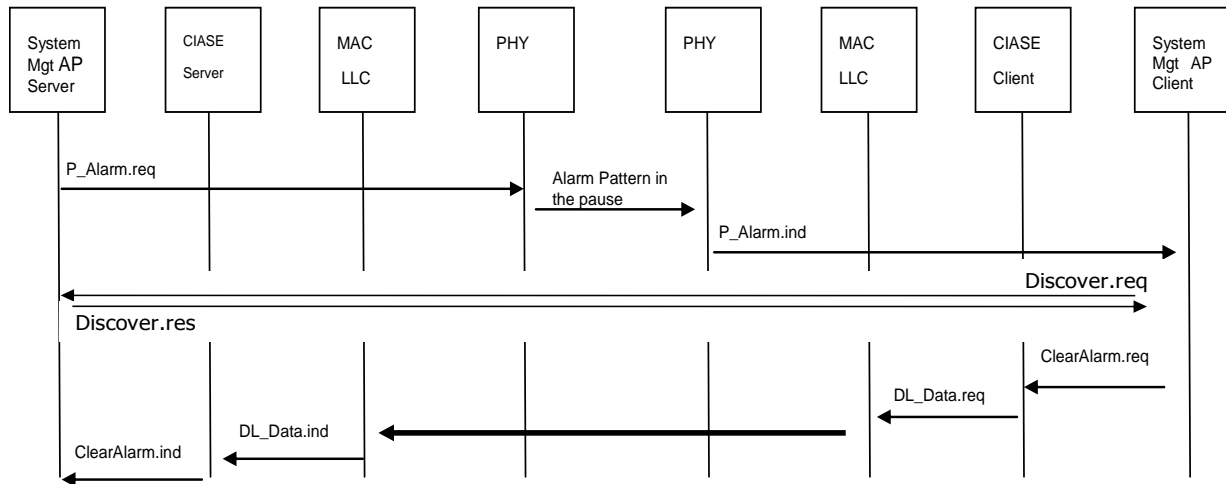 System
Mgt AP
Server
CIASE
Server
MAC
LLC
PHY
PHY
MAC
LLC
CIASE
Client
System
Mgt AP
Client
P_Alarm.req
Alarm Pattern in
the pause
P_Alarm.ind
Discover.req
Discover.res
ClearAlarm.req
DL_Data.req
DL_Data.ind
ClearAlarm.ind